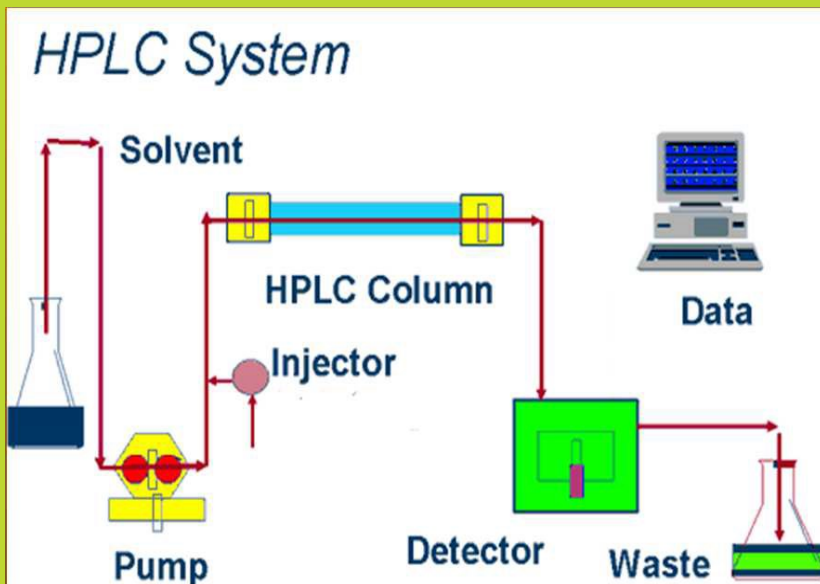 HPLC System
Solvent
HPLC Column
Data
Injector
Pump
Detector
Waste